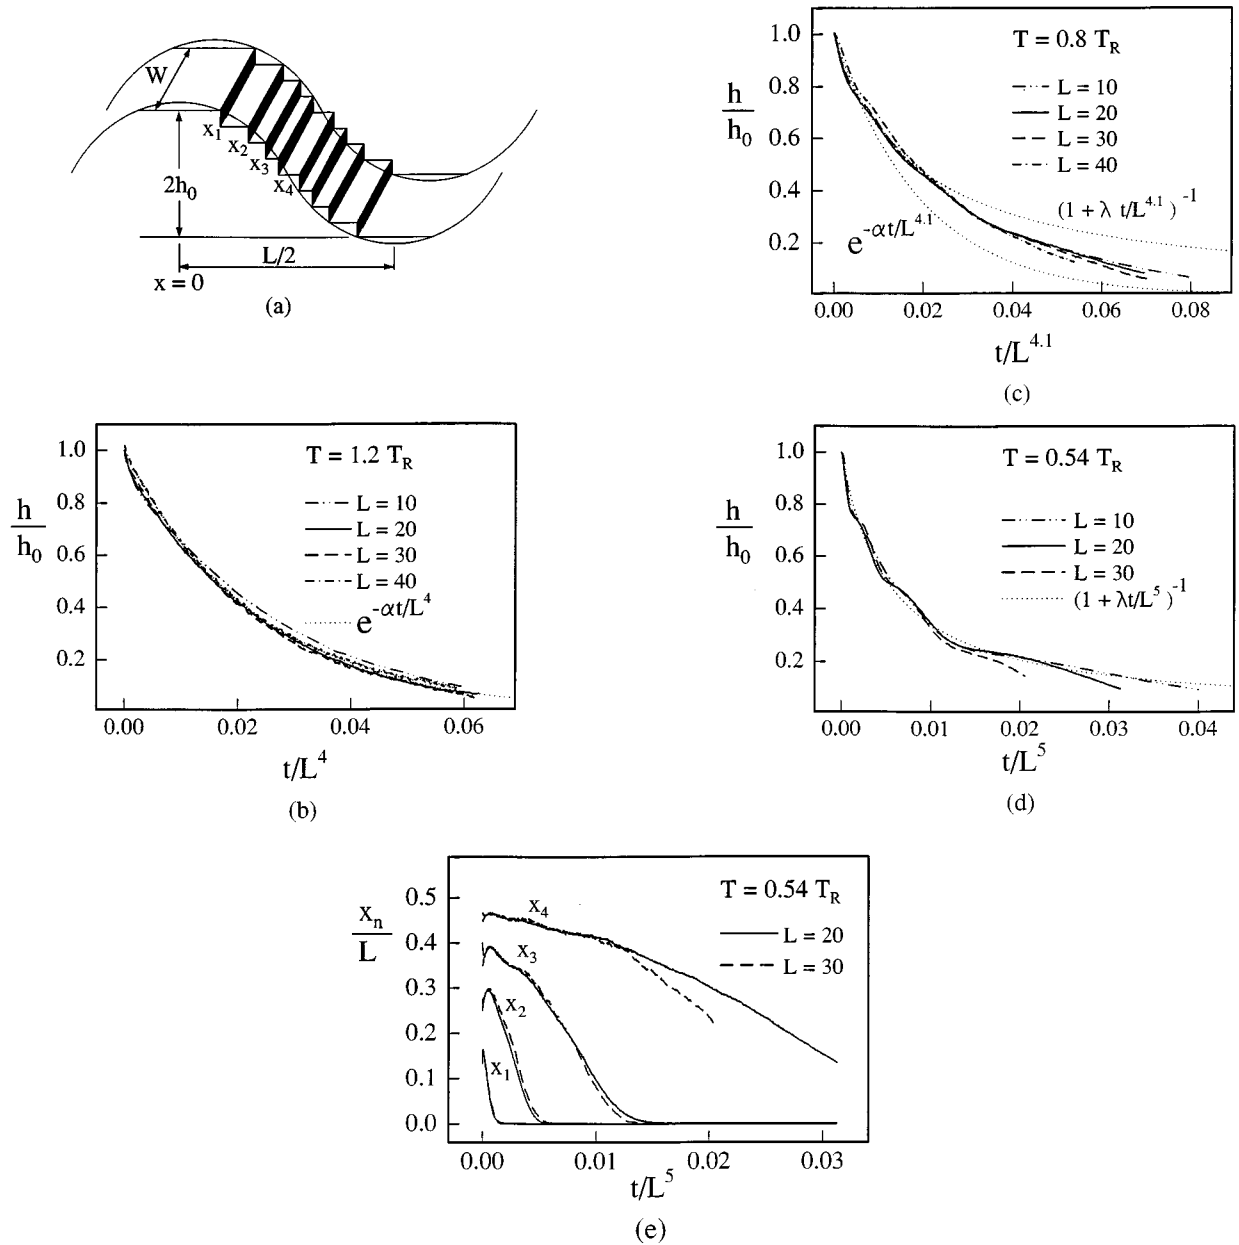 W
x₁
x₂
x₃
x₄
2h₀
L/2
x = 0
(a)
T = 0.8 T_R
L = 10
L = 20
L = 30
L = 40
(1 + λ t/L^4.1)^-1
e^-αt/L^4.1
h/h₀
1.0
0.8
0.6
0.4
0.2
0.00 0.02 0.04 0.06 0.08
t/L^4.1
(c)
T = 1.2 T_R
L = 10
L = 20
L = 30
L = 40
e^-αt/L^4
h/h₀
1.0
0.8
0.6
0.4
0.2
0.00 0.02 0.04 0.06
t/L^4
(b)
T = 0.54 T_R
L = 10
L = 20
L = 30
(1 + λt/L^5)^-1
h/h₀
1.0
0.8
0.6
0.4
0.2
0.00 0.01 0.02 0.03 0.04
t/L^5
(d)
T = 0.54 T_R
L = 20
L = 30
x_n/L
0.5
0.4
0.3
0.2
0.1
0.0
x₄
x₃
x₂
x₁
0.00 0.01 0.02 0.03
t/L^5
(e)